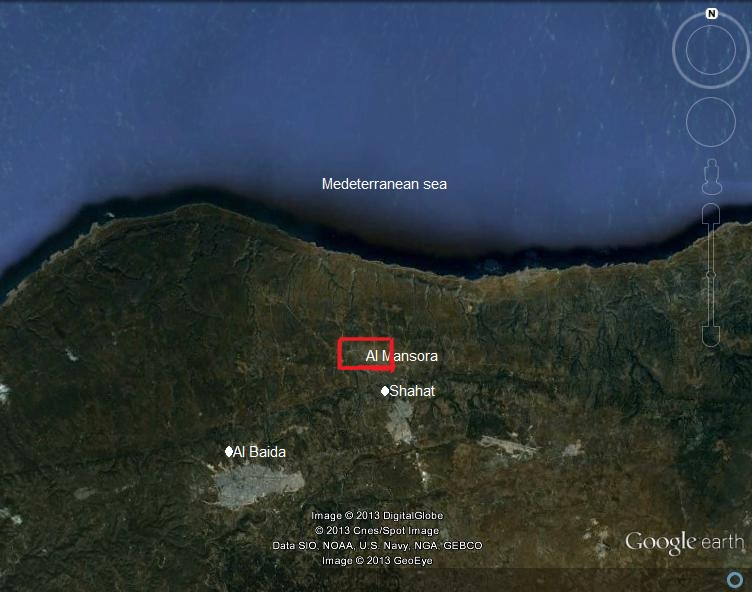 N
Medeterranean sea
Al Mansora
Shahat
Al Baida
Image © 2013 DigitalGlobe
© 2013 Cnes/Spot Image
Data SIO, NOAA, U.S. Navy, NGA, GEBCO
Image © 2013 GeoEye
Google earth